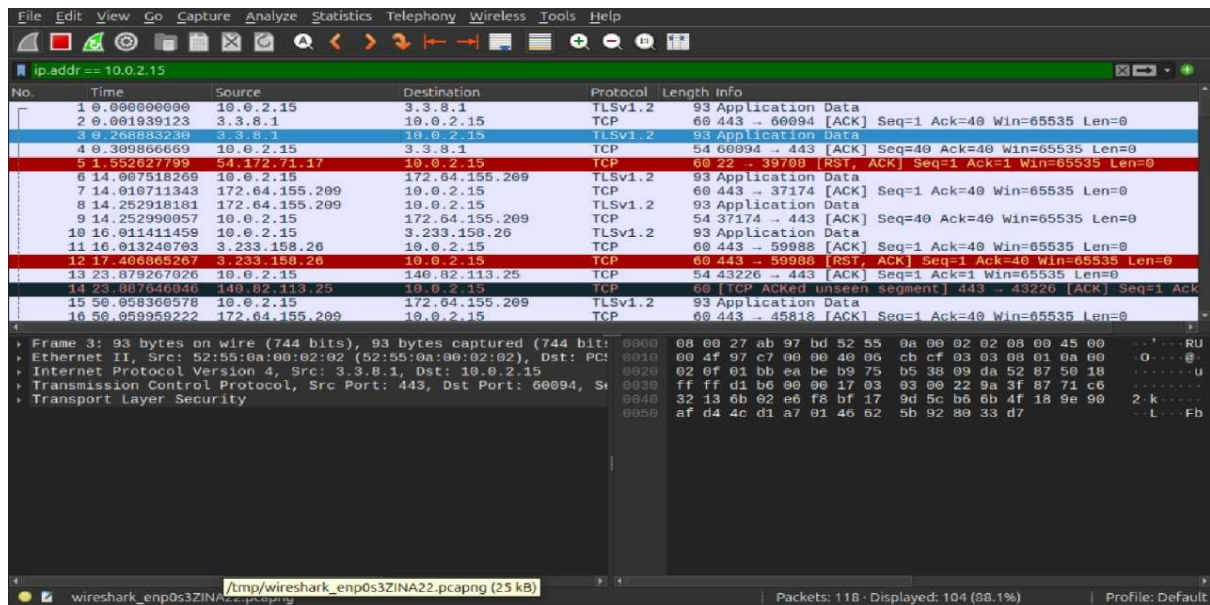 File Edit View Go Capture Analyze Statistics Telephony Wireless Tools Help
ip.addr == 10.0.2.15
No. Time Source Destination Protocol Length Info
1 0.000000000 10.0.2.15 3.3.8.1 TLSv1.2 93 Application Data
2 0.001939123 3.3.8.1 10.0.2.15 TCP 60 443 → 60094 [ACK] Seq=1 Ack=40 Win=65535 Len=0
3 0.268883230 3.3.8.1 10.0.2.15 TLSv1.2 93 Application Data
4 0.309866669 10.0.2.15 3.3.8.1 TCP 54 60094 → 443 [ACK] Seq=40 Ack=40 Win=65535 Len=0
5 1.552627799 54.172.71.17 10.0.2.15 TCP 60 22 → 39708 [RST, ACK] Seq=1 Ack=1 Win=65535 Len=0
6 14.007518269 10.0.2.15 172.64.155.209 TLSv1.2 93 Application Data
7 14.010711343 172.64.155.209 10.0.2.15 TCP 60 443 → 37174 [ACK] Seq=1 Ack=40 Win=65535 Len=0
8 14.252918181 172.64.155.209 10.0.2.15 TLSv1.2 93 Application Data
9 14.252990057 10.0.2.15 172.64.155.209 TCP 54 37174 → 443 [ACK] Seq=40 Ack=40 Win=65535 Len=0
10 16.011411459 10.0.2.15 3.233.158.26 TLSv1.2 93 Application Data
11 16.013240703 3.233.158.26 10.0.2.15 TCP 60 443 → 59988 [ACK] Seq=1 Ack=40 Win=65535 Len=0
12 17.406865267 3.233.158.26 10.0.2.15 TCP 60 443 → 59988 [RST, ACK] Seq=1 Ack=40 Win=65535 Len=0
13 23.879267026 10.0.2.15 140.82.113.25 TCP 54 43226 → 443 [ACK] Seq=1 Ack=1 Win=65535 Len=0
14 23.887646046 140.82.113.25 10.0.2.15 TCP 60 [TCP ACKed unseen segment] 443 → 43226 [ACK] Seq=1 Ack
15 50.058360578 10.0.2.15 172.64.155.209 TLSv1.2 93 Application Data
16 50.059959222 172.64.155.209 10.0.2.15 TCP 60 443 → 45818 [ACK] Seq=1 Ack=40 Win=65535 Len=0
Frame 3: 93 bytes on wire (744 bits), 93 bytes captured (744 bits
Ethernet II, Src: 52:55:0a:00:02:02 (52:55:0a:00:02:02), Dst: PCS
Internet Protocol Version 4, Src: 3.3.8.1, Dst: 10.0.2.15
Transmission Control Protocol, Src Port: 443, Dst Port: 60094, Se
Transport Layer Security
0000 08 00 27 ab 97 bd 52 55 0a 00 02 02 08 00 45 00 ··'···RU
0010 00 4f 97 c7 00 00 40 06 cb cf 03 03 08 01 0a 00 ·O····@·
0020 02 0f 01 bb ea be b9 75 b5 38 09 da 52 87 50 18 ·······u
0030 ff ff d1 b6 00 00 17 03 03 00 22 9a 3f 87 71 c6 ········
0040 32 13 6b 02 e6 f8 bf 17 9d 5c b6 6b 4f 18 9e 90 2·k·····
0050 af d4 4c d1 a7 01 46 62 5b 92 80 33 d7 ··L···Fb
/tmp/wireshark_enp0s3ZINA22.pcapng (25 kB)
wireshark_enp0s3ZINA22.pcapng Packets: 118 · Displayed: 104 (88.1%) Profile: Default